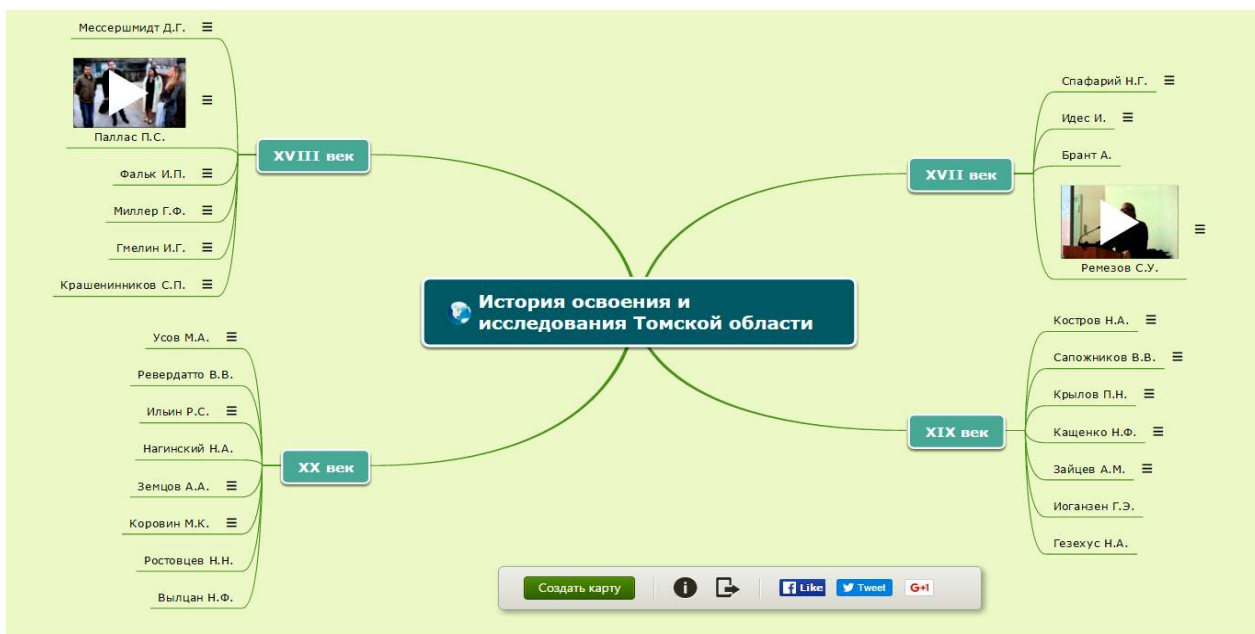 История освоения и
исследования Томской области
XVII век
Спафарий Н.Г.
Идес И.
Брант А.
Ремезов С.У.
XVIII век
Мессершмидт Д.Г.
Паллас П.С.
Фальк И.П.
Миллер Г.Ф.
Гмелин И.Г.
Крашенинников С.П.
XIX век
Костров Н.А.
Сапожников В.В.
Крылов П.Н.
Кащенко Н.Ф.
Зайцев А.М.
Иоганзен Г.Э.
Гезехус Н.А.
XX век
Усов М.А.
Ревердатто В.В.
Ильин Р.С.
Нагинский Н.А.
Земцов А.А.
Коровин М.К.
Ростовцев Н.Н.
Вылцан Н.Ф.
Создать карту
Like
Tweet
G+1